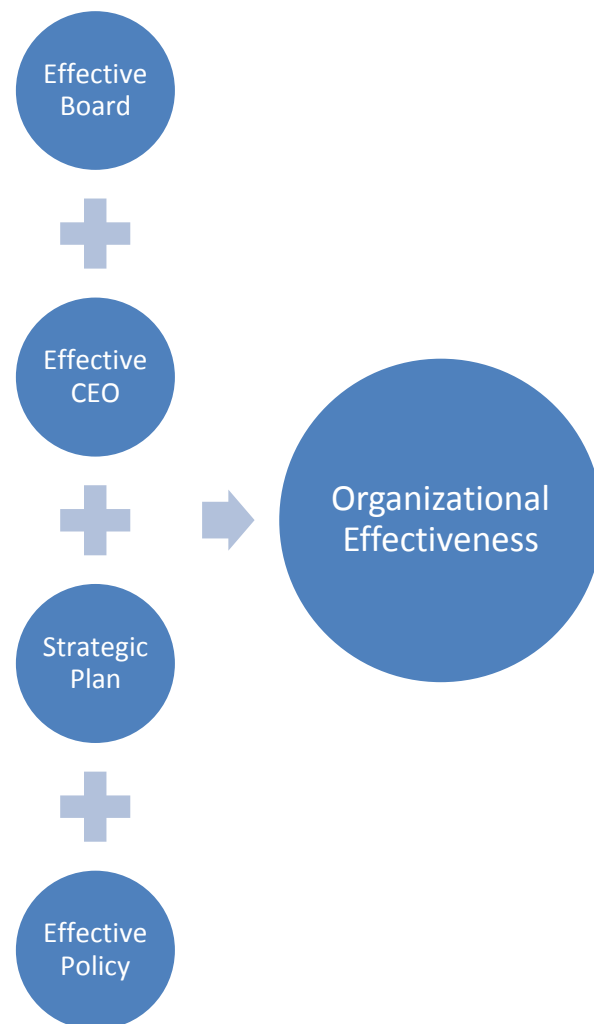 Effective
Board
Effective
CEO
Strategic
Plan
Effective
Policy
Organizational
Effectiveness